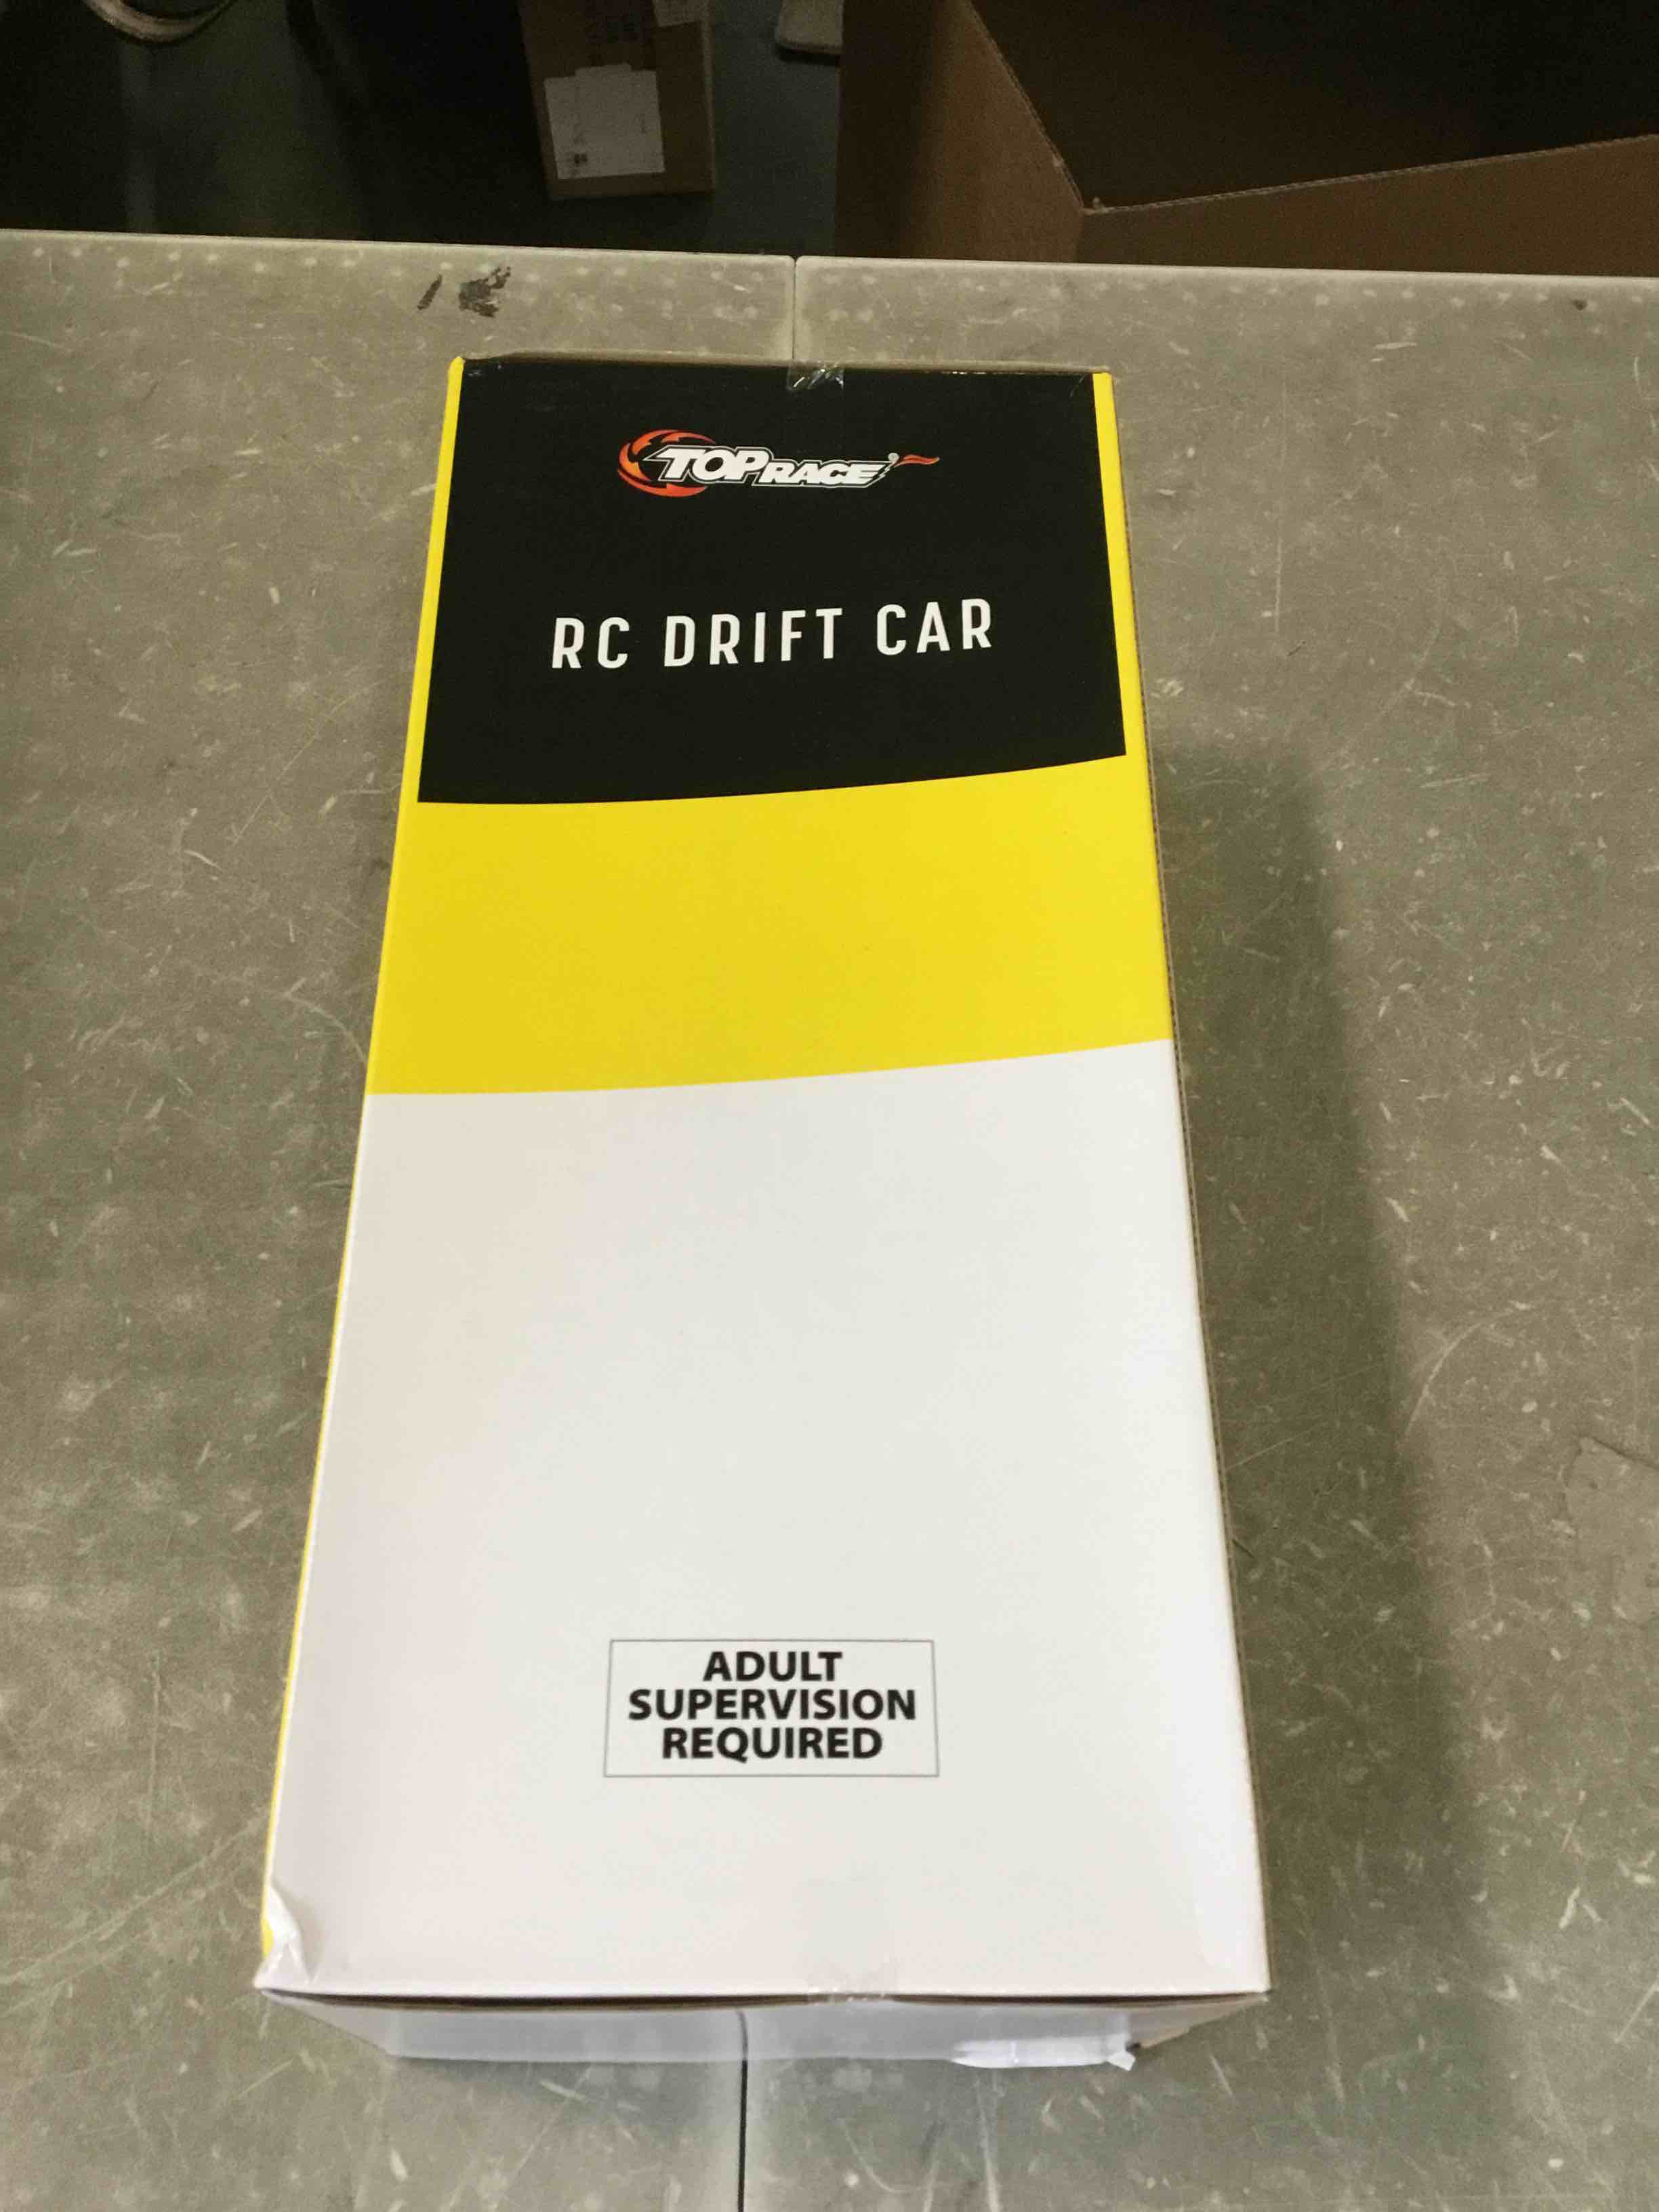 TOP RACE
RC DRIFT CAR
ADULT
SUPERVISION
REQUIRED